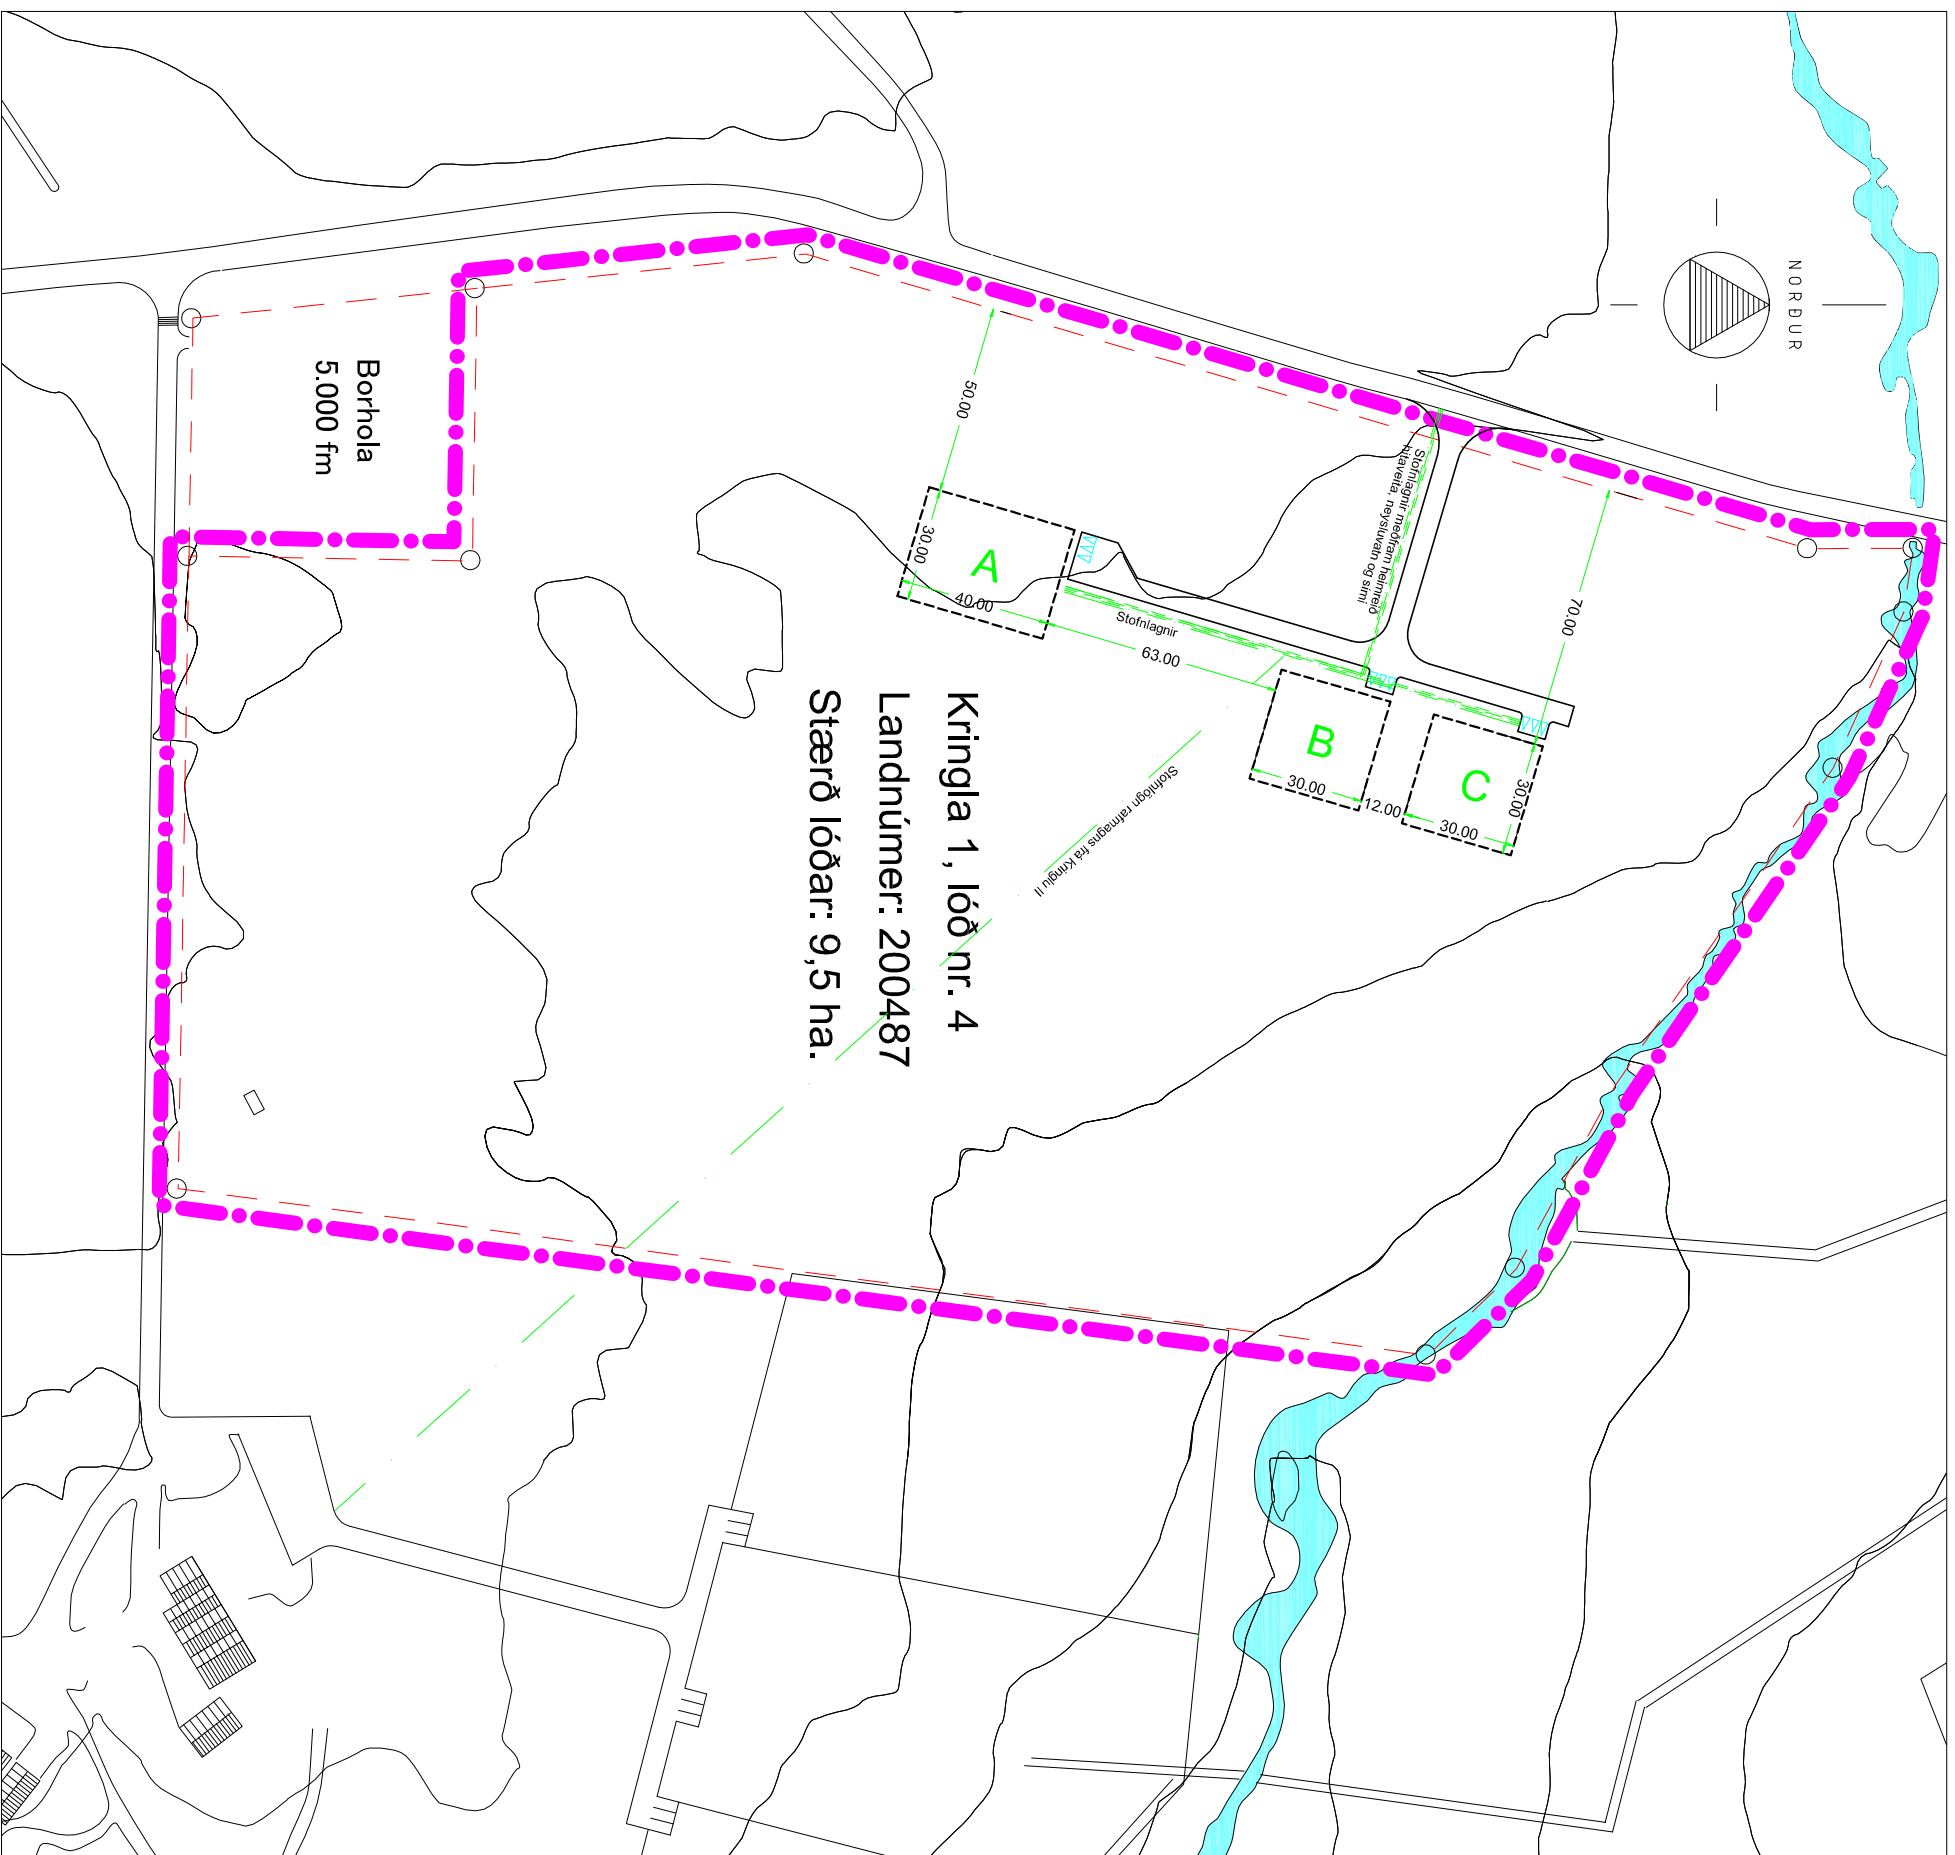 NORÐUR
Borhola
5.000 fm
50.00
30.00
A
40.00
63.00
Stofnlagnir
Stofnlagnir meðfram heimreið
hitaveita, neysluvatn og sími
70.00
B
30.00
12.00
C
30.00
30.00
Stofnlögn rafmagns frá Kringlu II
Kringla 1, lóð nr. 4
Landnúmer: 200487
Stærð lóðar: 9,5 ha.